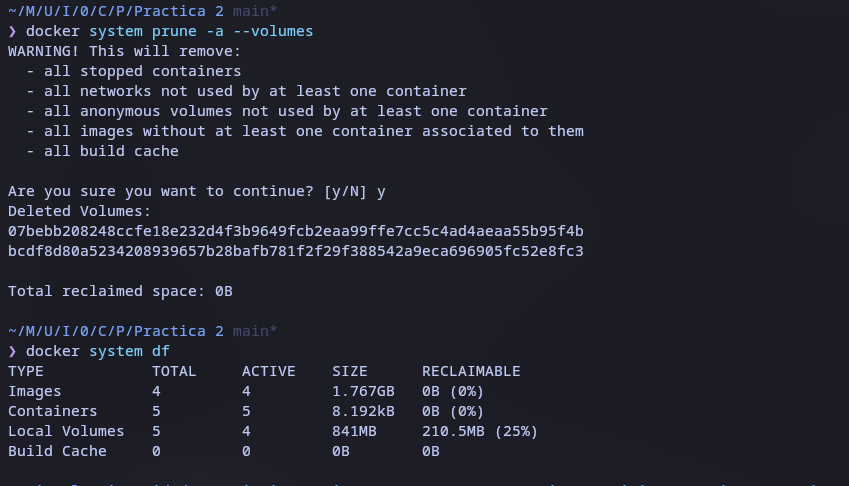 ~/M/U/I/0/C/P/Practica 2 main*
❯ docker system prune -a --volumes
WARNING! This will remove:
  - all stopped containers
  - all networks not used by at least one container
  - all anonymous volumes not used by at least one container
  - all images without at least one container associated to them
  - all build cache
Are you sure you want to continue? [y/N] y
Deleted Volumes:
07bebb208248ccfe18e232d4f3b9649fcb2eaa99ffe7cc5c4ad4aeaa55b95f4b
bcdf8d80a5234208939657b28bafb781f2f29f388542a9eca696905fc52e8fc3
Total reclaimed space: 0B
~/M/U/I/0/C/P/Practica 2 main*
❯ docker system df
TYPE            TOTAL     ACTIVE    SIZE      RECLAIMABLE
Images          4         4         1.767GB   0B (0%)
Containers      5         5         8.192kB   0B (0%)
Local Volumes   5         4         841MB     210.5MB (25%)
Build Cache     0         0         0B        0B